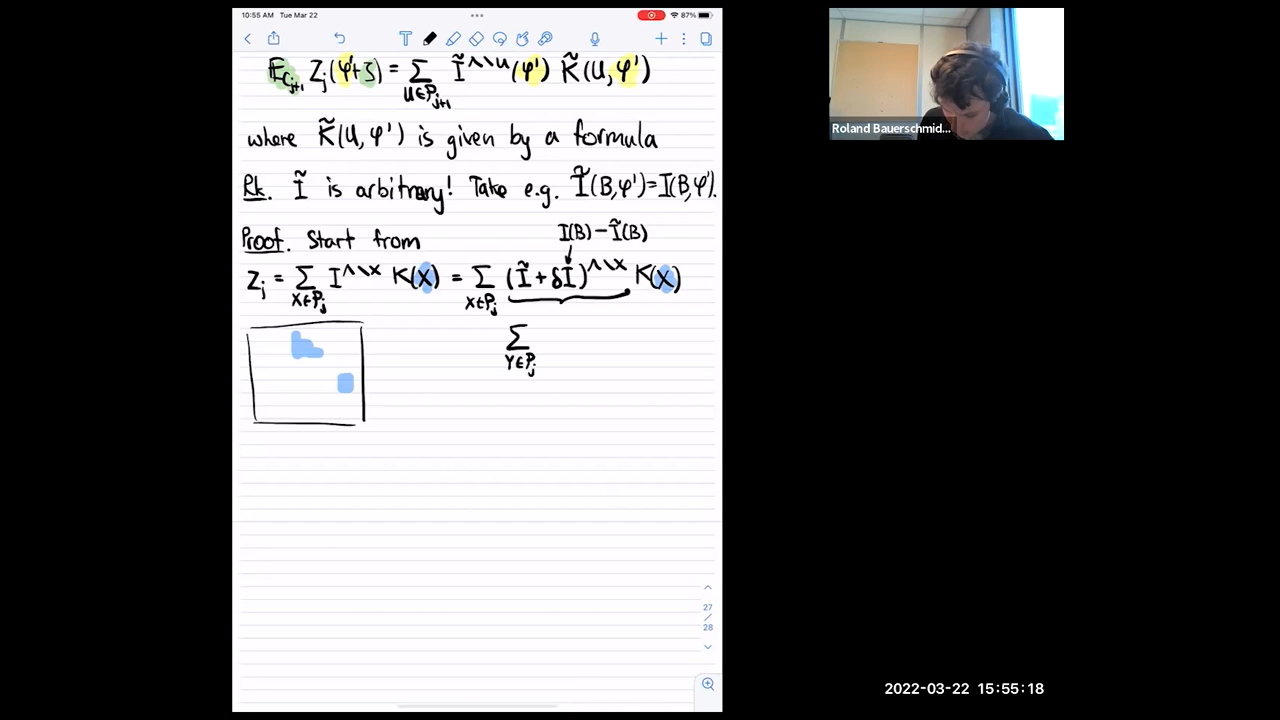 10:55 AM Tue Mar 22
87%
𝔼_{C_{j+1}} Z_j(φ'+ζ) = Σ_{U∈P_{j+1}} Ĩ^{Λ\U}(φ') K̃(U, φ')
where K̃(U, φ') is given by a formula
Rk. Ĩ is arbitrary! Take e.g. Ĩ(B,φ')=I(B,φ').
Proof. Start from
I(B)-Ĩ(B)
Z_j = Σ_{X∈P_j} I^{Λ\X} K(X) = Σ_{X∈P_j} (Ĩ+δI)^{Λ\X} K(X)
Σ_{Y∈P_j}
27
/
28
Roland Bauerschmid...
2022-03-22 15:55:18